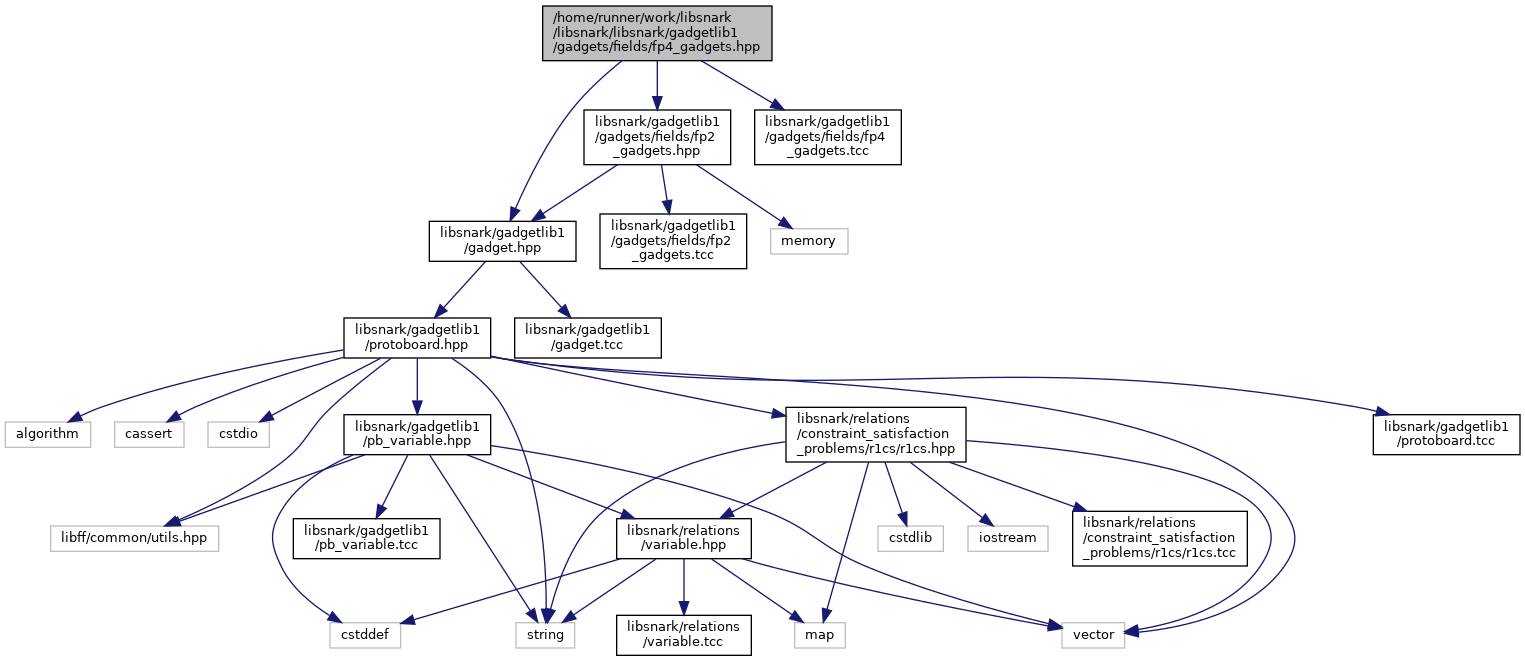 /home/runner/work/libsnark
/libsnark/libsnark/gadgetlib1
/gadgets/fields/fp4_gadgets.hpp
libsnark/gadgetlib1
/gadgets/fields/fp2
_gadgets.hpp
libsnark/gadgetlib1
/gadgets/fields/fp4
_gadgets.tcc
libsnark/gadgetlib1
/gadget.hpp
libsnark/gadgetlib1
/gadgets/fields/fp2
_gadgets.tcc
memory
libsnark/gadgetlib1
/protoboard.hpp
libsnark/gadgetlib1
/gadget.tcc
algorithm
cassert
cstdio
libsnark/gadgetlib1
/pb_variable.hpp
libsnark/relations
/constraint_satisfaction
_problems/r1cs/r1cs.hpp
libsnark/gadgetlib1
/protoboard.tcc
libff/common/utils.hpp
libsnark/gadgetlib1
/pb_variable.tcc
libsnark/relations
/variable.hpp
cstdlib
iostream
libsnark/relations
/constraint_satisfaction
_problems/r1cs/r1cs.tcc
cstddef
string
libsnark/relations
/variable.tcc
map
vector